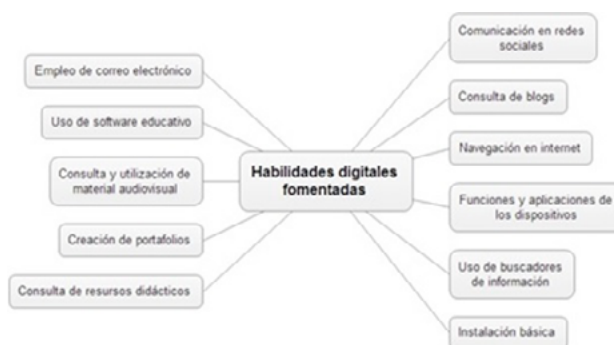 Habilidades digitales
fomentadas
Empleo de correo electrónico
Uso de software educativo
Consulta y utilización de
material audiovisual
Creación de portafolios
Consulta de resursos didácticos
Comunicación en redes
sociales
Consulta de blogs
Navegación en internet
Funciones y aplicaciones de
los dispositivos
Uso de buscadores
de información
Instalación básica